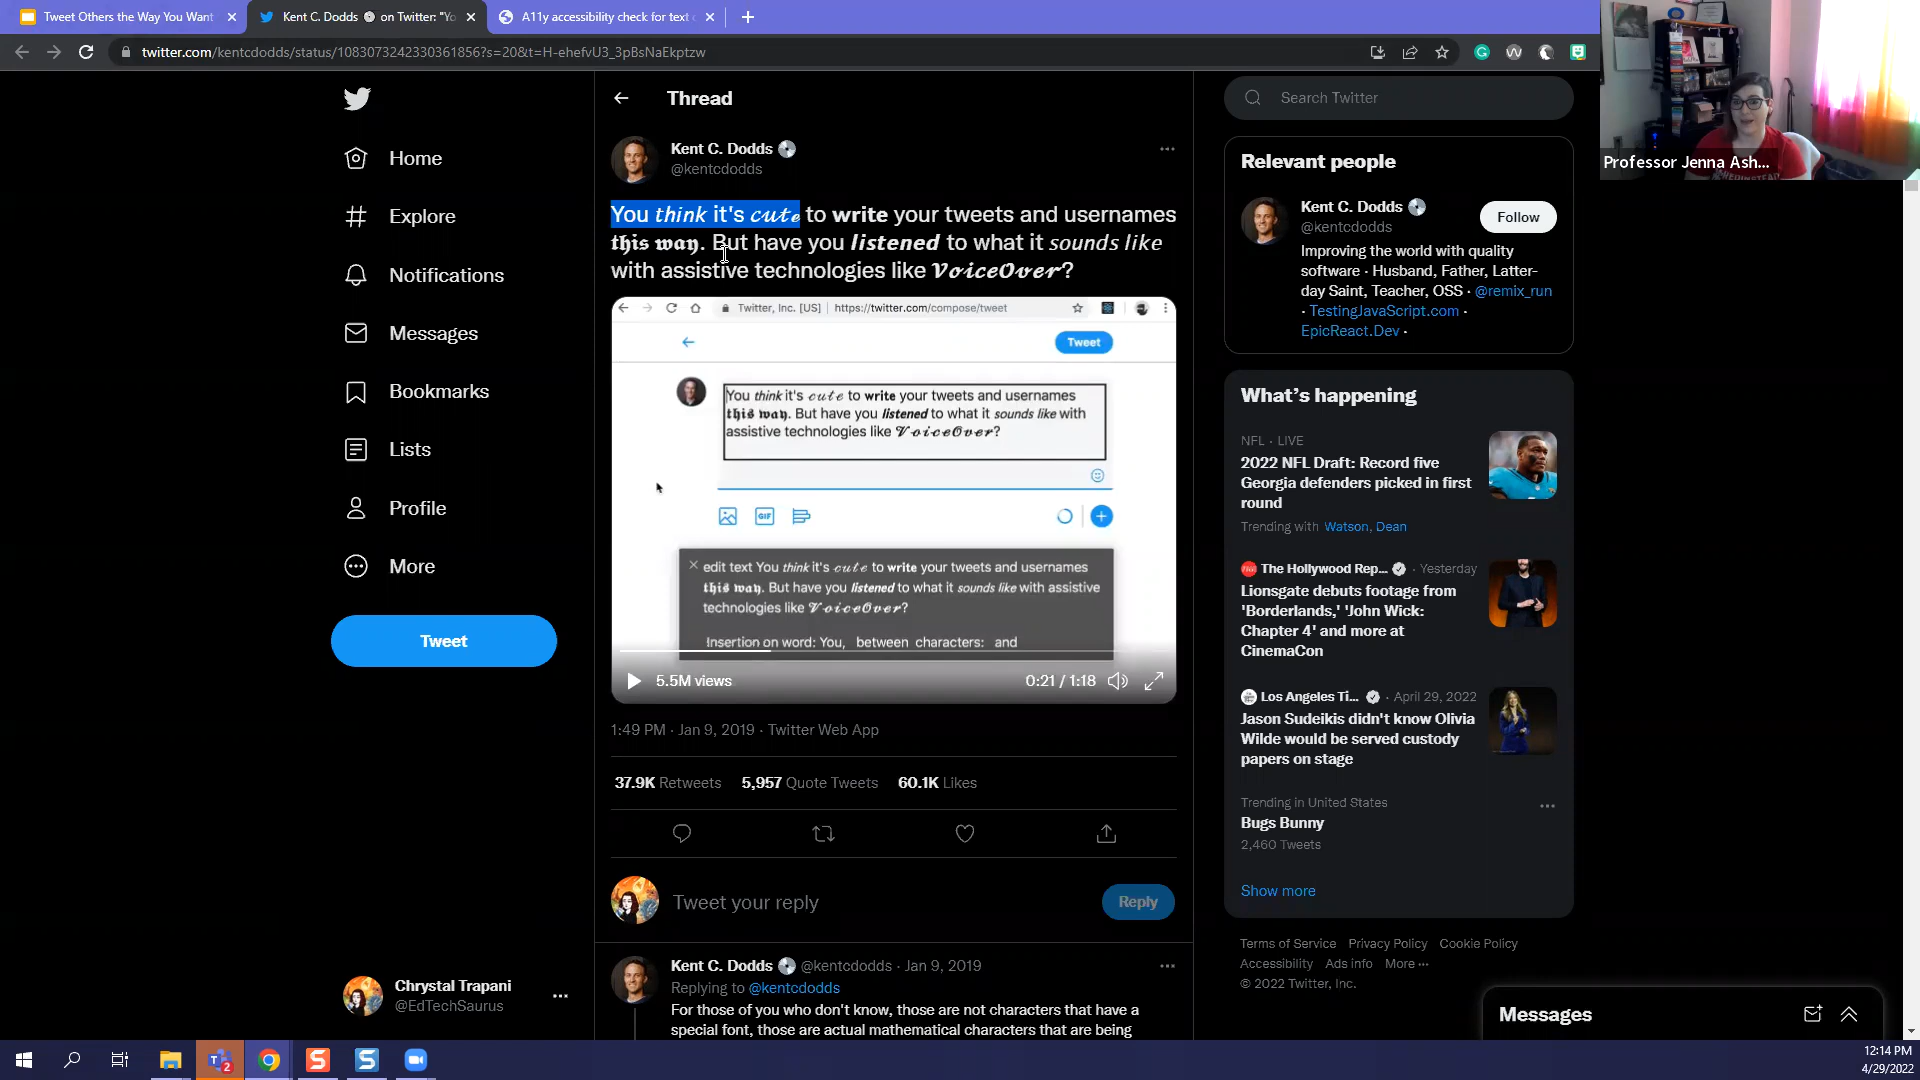 Tweet Others the Way You Want
Kent C. Dodds 💿 on Twitter: "Yo
A11y accessibility check for text
twitter.com/kentcdodds/status/1083073242330361856?s=20&t=H-ehefvU3_3pBsNaEkptzw
Professor Jenna Ash...
Home
Explore
Notifications
Messages
Bookmarks
Lists
Profile
More
Tweet
Chrystal Trapani
@EdTechSaurus
Thread
Kent C. Dodds 💿
@kentcdodds
You 𝘵𝘩𝘪𝘯𝘬 it's 𝓬𝓾𝓽𝓮 to 𝘄𝗿𝗶𝘁𝗲 your tweets and usernames
𝖙𝖍𝖎𝖘 𝖜𝖆𝖞. But have you 𝙡𝙞𝙨𝙩𝙚𝙣𝙚𝙙 to what it 𝘴𝘰𝘶𝘯𝘥𝘴 𝘭𝘪𝘬𝘦
with assistive technologies like 𝓥𝓸𝓲𝓬𝓮𝓞𝓿𝓮𝓻?
Twitter, Inc. [US] https://twitter.com/compose/tweet
Tweet
You 𝘵𝘩𝘪𝘯𝘬 it's 𝓬𝓾𝓽𝓮 to 𝘄𝗿𝗶𝘁𝗲 your tweets and usernames
𝖙𝖍𝖎𝖘 𝖜𝖆𝖞. But have you 𝙡𝙞𝙨𝙩𝙚𝙣𝙚𝙙 to what it 𝘴𝘰𝘶𝘯𝘥𝘴 𝘭𝘪𝘬𝘦 with
assistive technologies like 𝓥𝓸𝓲𝓬𝓮𝓞𝓿𝓮𝓻?
GIF
edit text You 𝘵𝘩𝘪𝘯𝘬 it's 𝓬𝓾𝓽𝓮 to 𝘄𝗿𝗶𝘁𝗲 your tweets and usernames
𝖙𝖍𝖎𝖘 𝖜𝖆𝖞. But have you 𝙡𝙞𝙨𝙩𝙚𝙣𝙚𝙙 to what it 𝘴𝘰𝘶𝘯𝘥𝘴 𝘭𝘪𝘬𝘦 with assistive
technologies like 𝓥𝓸𝓲𝓬𝓮𝓞𝓿𝓮𝓻?
Insertion on word: You, between characters: and
5.5M views
0:21 / 1:18
1:49 PM · Jan 9, 2019 · Twitter Web App
37.9K Retweets 5,957 Quote Tweets 60.1K Likes
Tweet your reply
Reply
Kent C. Dodds 💿 @kentcdodds · Jan 9, 2019
Replying to @kentcdodds
For those of you who don't know, those are not characters that have a
special font, those are actual mathematical characters that are being
Search Twitter
Relevant people
Kent C. Dodds 💿
@kentcdodds
Follow
Improving the world with quality
software · Husband, Father, Latter-
day Saint, Teacher, OSS · @remix_run
· TestingJavaScript.com ·
EpicReact.Dev ·
What's happening
NFL · LIVE
2022 NFL Draft: Record five
Georgia defenders picked in first
round
Trending with Watson, Dean
The Hollywood Rep... · Yesterday
Lionsgate debuts footage from
'Borderlands,' 'John Wick:
Chapter 4' and more at
CinemaCon
Los Angeles Ti... · April 29, 2022
Jason Sudeikis didn't know Olivia
Wilde would be served custody
papers on stage
Trending in United States
Bugs Bunny
2,460 Tweets
Show more
Terms of Service Privacy Policy Cookie Policy
Accessibility Ads info More ···
© 2022 Twitter, Inc.
Messages
2
12:14 PM
4/29/2022